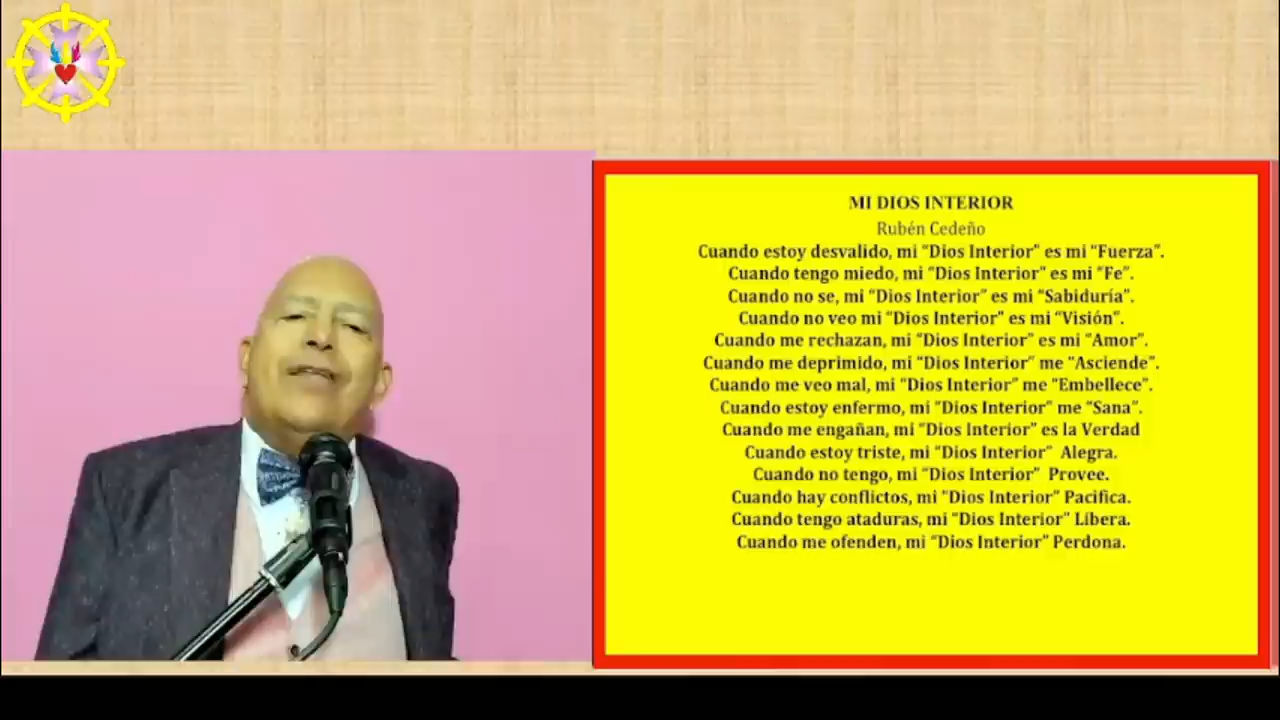 MI DIOS INTERIOR
Rubén Cedeño
Cuando estoy desvalido, mi “Dios Interior” es mi “Fuerza”.
Cuando tengo miedo, mi “Dios Interior” es mi “Fe”.
Cuando no se, mi “Dios Interior” es mi “Sabiduría”.
Cuando no veo mi “Dios Interior” es mi “Visión”.
Cuando me rechazan, mi “Dios Interior” es mi “Amor”.
Cuando me deprimido, mi “Dios Interior” me “Asciende”.
Cuando me veo mal, mi “Dios Interior” me “Embellece”.
Cuando estoy enfermo, mi “Dios Interior” me “Sana”.
Cuando me engañan, mi “Dios Interior” es la Verdad
Cuando estoy triste, mi “Dios Interior” Alegra.
Cuando no tengo, mi “Dios Interior” Provee.
Cuando hay conflictos, mi “Dios Interior” Pacifica.
Cuando tengo ataduras, mi “Dios Interior” Libera.
Cuando me ofenden, mi “Dios Interior” Perdona.